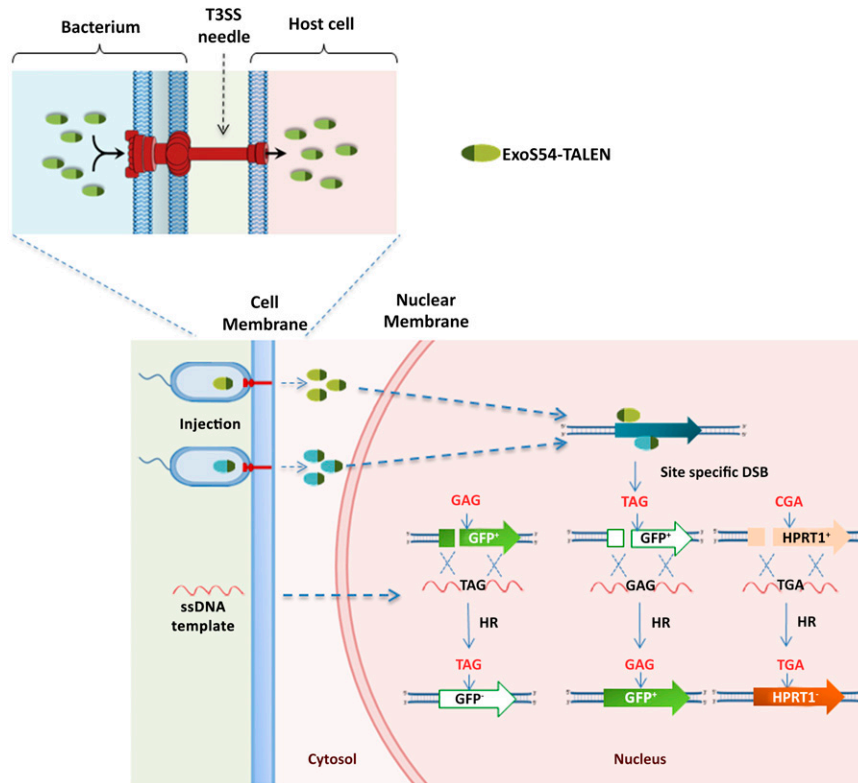 Bacterium
T3SS
needle
Host cell
ExoS54-TALEN
Cell
Membrane
Nuclear
Membrane
Injection
Site specific DSB
GAG
TAG
CGA
GFP⁺
GFP⁺
HPRT1⁺
ssDNA
template
TAG
GAG
TGA
HR
HR
HR
TAG
GAG
TGA
GFP⁻
GFP⁺
HPRT1⁻
Cytosol
Nucleus